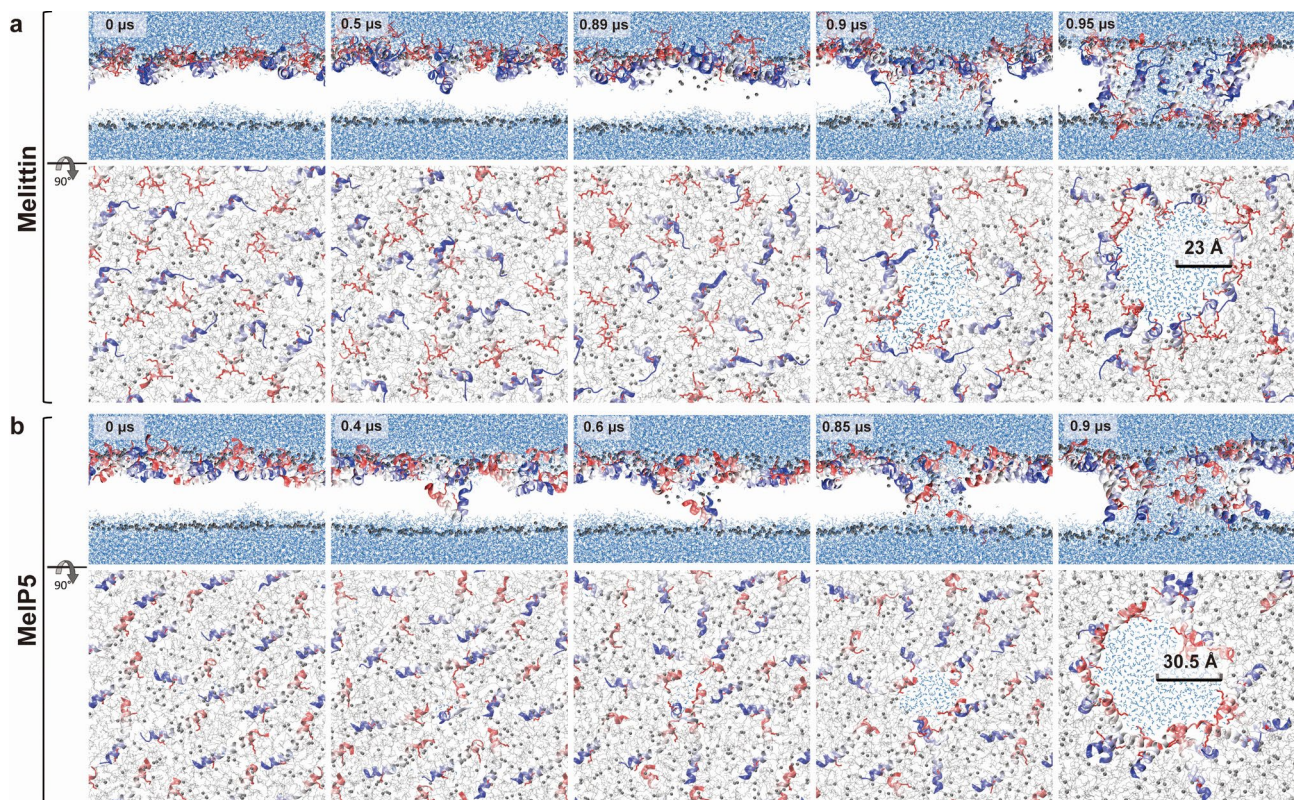 a
0 µs
0.5 µs
0.89 µs
0.9 µs
0.95 µs
Melittin
90°
23 Å
b
0 µs
0.4 µs
0.6 µs
0.85 µs
0.9 µs
MelP5
90°
30.5 Å